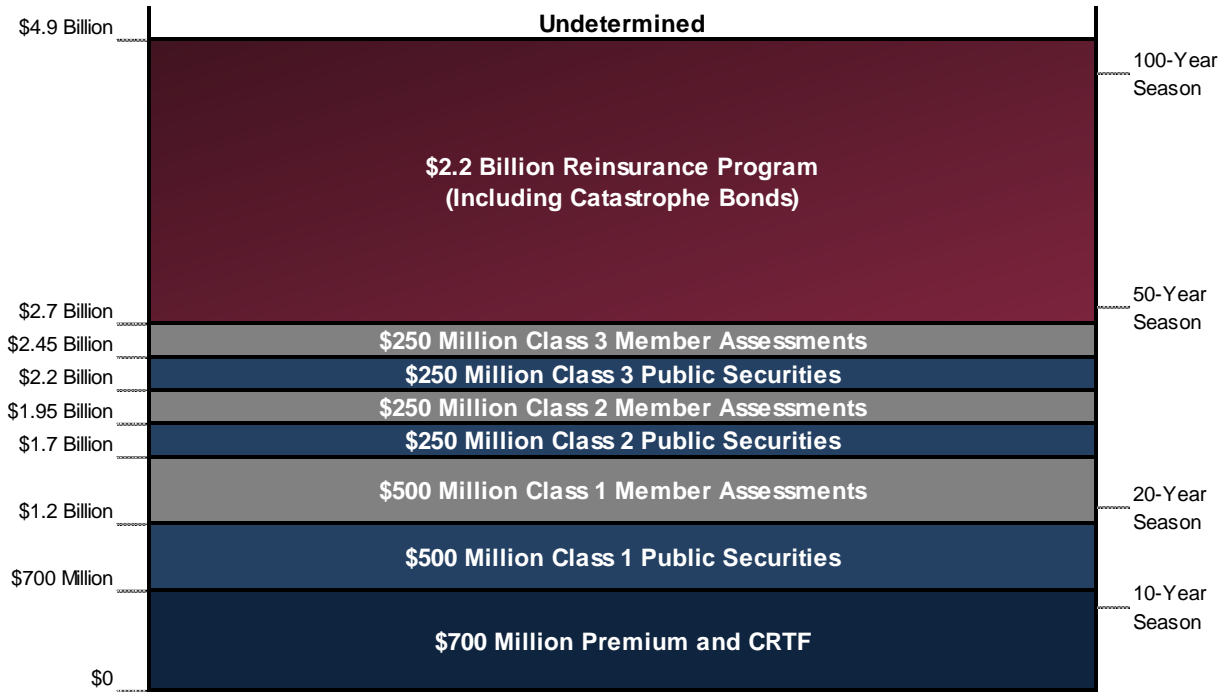 Undetermined
$4.9 Billion
100-Year
Season
$2.2 Billion Reinsurance Program
(Including Catastrophe Bonds)
50-Year
Season
$2.7 Billion
$250 Million Class 3 Member Assessments
$2.45 Billion
$250 Million Class 3 Public Securities
$2.2 Billion
$250 Million Class 2 Member Assessments
$1.95 Billion
$250 Million Class 2 Public Securities
$1.7 Billion
$500 Million Class 1 Member Assessments
20-Year
Season
$1.2 Billion
$500 Million Class 1 Public Securities
$700 Million
10-Year
Season
$700 Million Premium and CRTF
$0